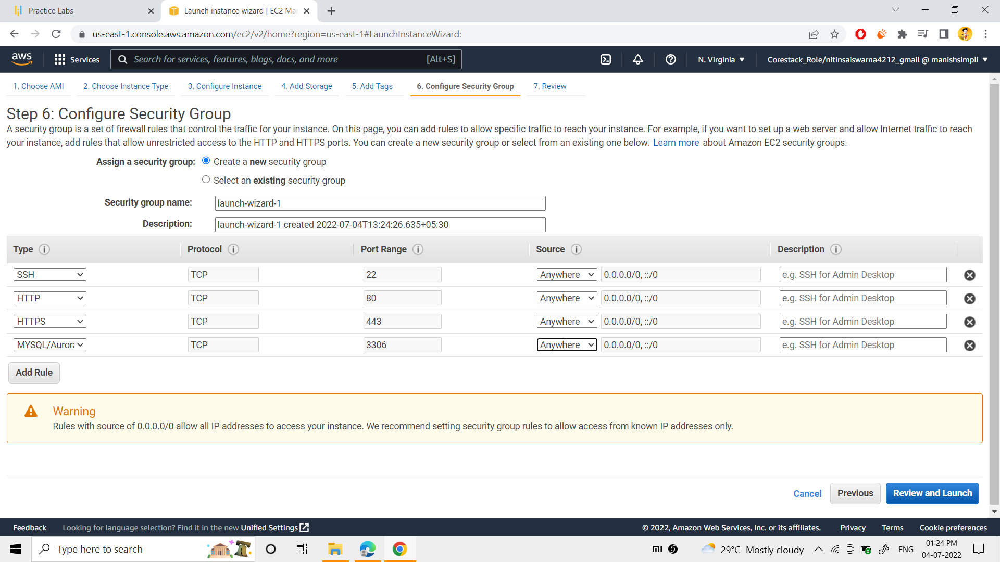 Practice Labs
Launch instance wizard | EC2 Ma
us-east-1.console.aws.amazon.com/ec2/v2/home?region=us-east-1#LaunchInstanceWizard:
aws
Services
Search for services, features, blogs, docs, and more [Alt+S]
N. Virginia
Corestack_Role/nitinsaiswarna4212_gmail @ manishsimpli
1. Choose AMI 2. Choose Instance Type 3. Configure Instance 4. Add Storage 5. Add Tags 6. Configure Security Group 7. Review
Step 6: Configure Security Group
A security group is a set of firewall rules that control the traffic for your instance. On this page, you can add rules to allow specific traffic to reach your instance. For example, if you want to set up a web server and allow Internet traffic to reach
your instance, add rules that allow unrestricted access to the HTTP and HTTPS ports. You can create a new security group or select from an existing one below. Learn more about Amazon EC2 security groups.
Assign a security group: Create a new security group
Select an existing security group
Security group name: launch-wizard-1
Description: launch-wizard-1 created 2022-07-04T13:24:26.635+05:30
Type i Protocol i Port Range i Source i Description i
SSH TCP 22 Anywhere 0.0.0.0/0, ::/0 e.g. SSH for Admin Desktop
HTTP TCP 80 Anywhere 0.0.0.0/0, ::/0 e.g. SSH for Admin Desktop
HTTPS TCP 443 Anywhere 0.0.0.0/0, ::/0 e.g. SSH for Admin Desktop
MYSQL/Aurora TCP 3306 Anywhere 0.0.0.0/0, ::/0 e.g. SSH for Admin Desktop
Add Rule
Warning
Rules with source of 0.0.0.0/0 allow all IP addresses to access your instance. We recommend setting security group rules to allow access from known IP addresses only.
Cancel Previous Review and Launch
Feedback Looking for language selection? Find it in the new Unified Settings © 2022, Amazon Web Services, Inc. or its affiliates. Privacy Terms Cookie preferences
Type here to search
29°C Mostly cloudy
ENG
01:24 PM
04-07-2022